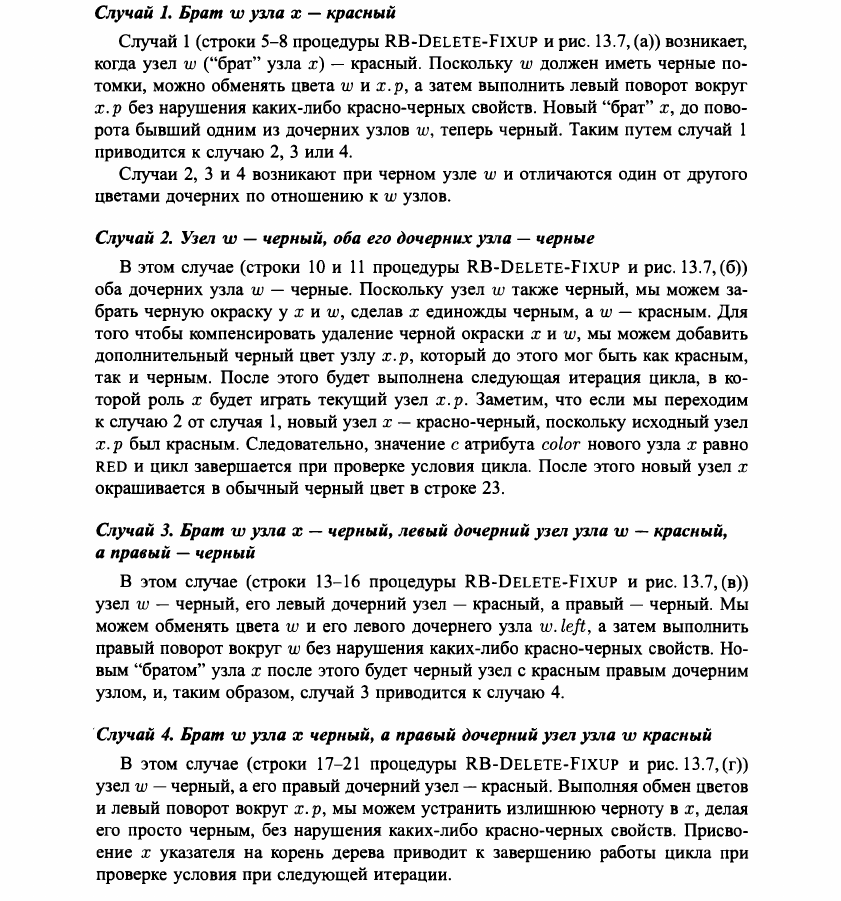 Случай 1. Брат w узла x — красный
Случай 1 (строки 5–8 процедуры RB-DELETE-FIXUP и рис. 13.7, (а)) возникает,
когда узел w (“брат” узла x) — красный. Поскольку w должен иметь черные по-
томки, можно обменять цвета w и x.p, а затем выполнить левый поворот вокруг
x.p без нарушения каких-либо красно-черных свойств. Новый “брат” x, до пово-
рота бывший одним из дочерних узлов w, теперь черный. Таким путем случай 1
приводится к случаю 2, 3 или 4.
Случаи 2, 3 и 4 возникают при черном узле w и отличаются один от другого
цветами дочерних по отношению к w узлов.
Случай 2. Узел w — черный, оба его дочерних узла — черные
В этом случае (строки 10 и 11 процедуры RB-DELETE-FIXUP и рис. 13.7, (б))
оба дочерних узла w — черные. Поскольку узел w также черный, мы можем за-
брать черную окраску у x и w, сделав x единожды черным, а w — красным. Для
того чтобы компенсировать удаление черной окраски x и w, мы можем добавить
дополнительный черный цвет узлу x.p, который до этого мог быть как красным,
так и черным. После этого будет выполнена следующая итерация цикла, в ко-
торой роль x будет играть текущий узел x.p. Заметим, что если мы переходим
к случаю 2 от случая 1, новый узел x — красно-черный, поскольку исходный узел
x.p был красным. Следовательно, значение c атрибута color нового узла x равно
RED и цикл завершается при проверке условия цикла. После этого новый узел x
окрашивается в обычный черный цвет в строке 23.
Случай 3. Брат w узла x — черный, левый дочерний узел узла w — красный,
а правый — черный
В этом случае (строки 13–16 процедуры RB-DELETE-FIXUP и рис. 13.7, (в))
узел w — черный, его левый дочерний узел — красный, а правый — черный. Мы
можем обменять цвета w и его левого дочернего узла w.left, а затем выполнить
правый поворот вокруг w без нарушения каких-либо красно-черных свойств. Но-
вым “братом” узла x после этого будет черный узел с красным правым дочерним
узлом, и, таким образом, случай 3 приводится к случаю 4.
Случай 4. Брат w узла x черный, а правый дочерний узел узла w красный
В этом случае (строки 17–21 процедуры RB-DELETE-FIXUP и рис. 13.7, (г))
узел w — черный, а его правый дочерний узел — красный. Выполняя обмен цветов
и левый поворот вокруг x.p, мы можем устранить излишнюю черноту в x, делая
его просто черным, без нарушения каких-либо красно-черных свойств. Присво-
ение x указателя на корень дерева приводит к завершению работы цикла при
проверке условия при следующей итерации.